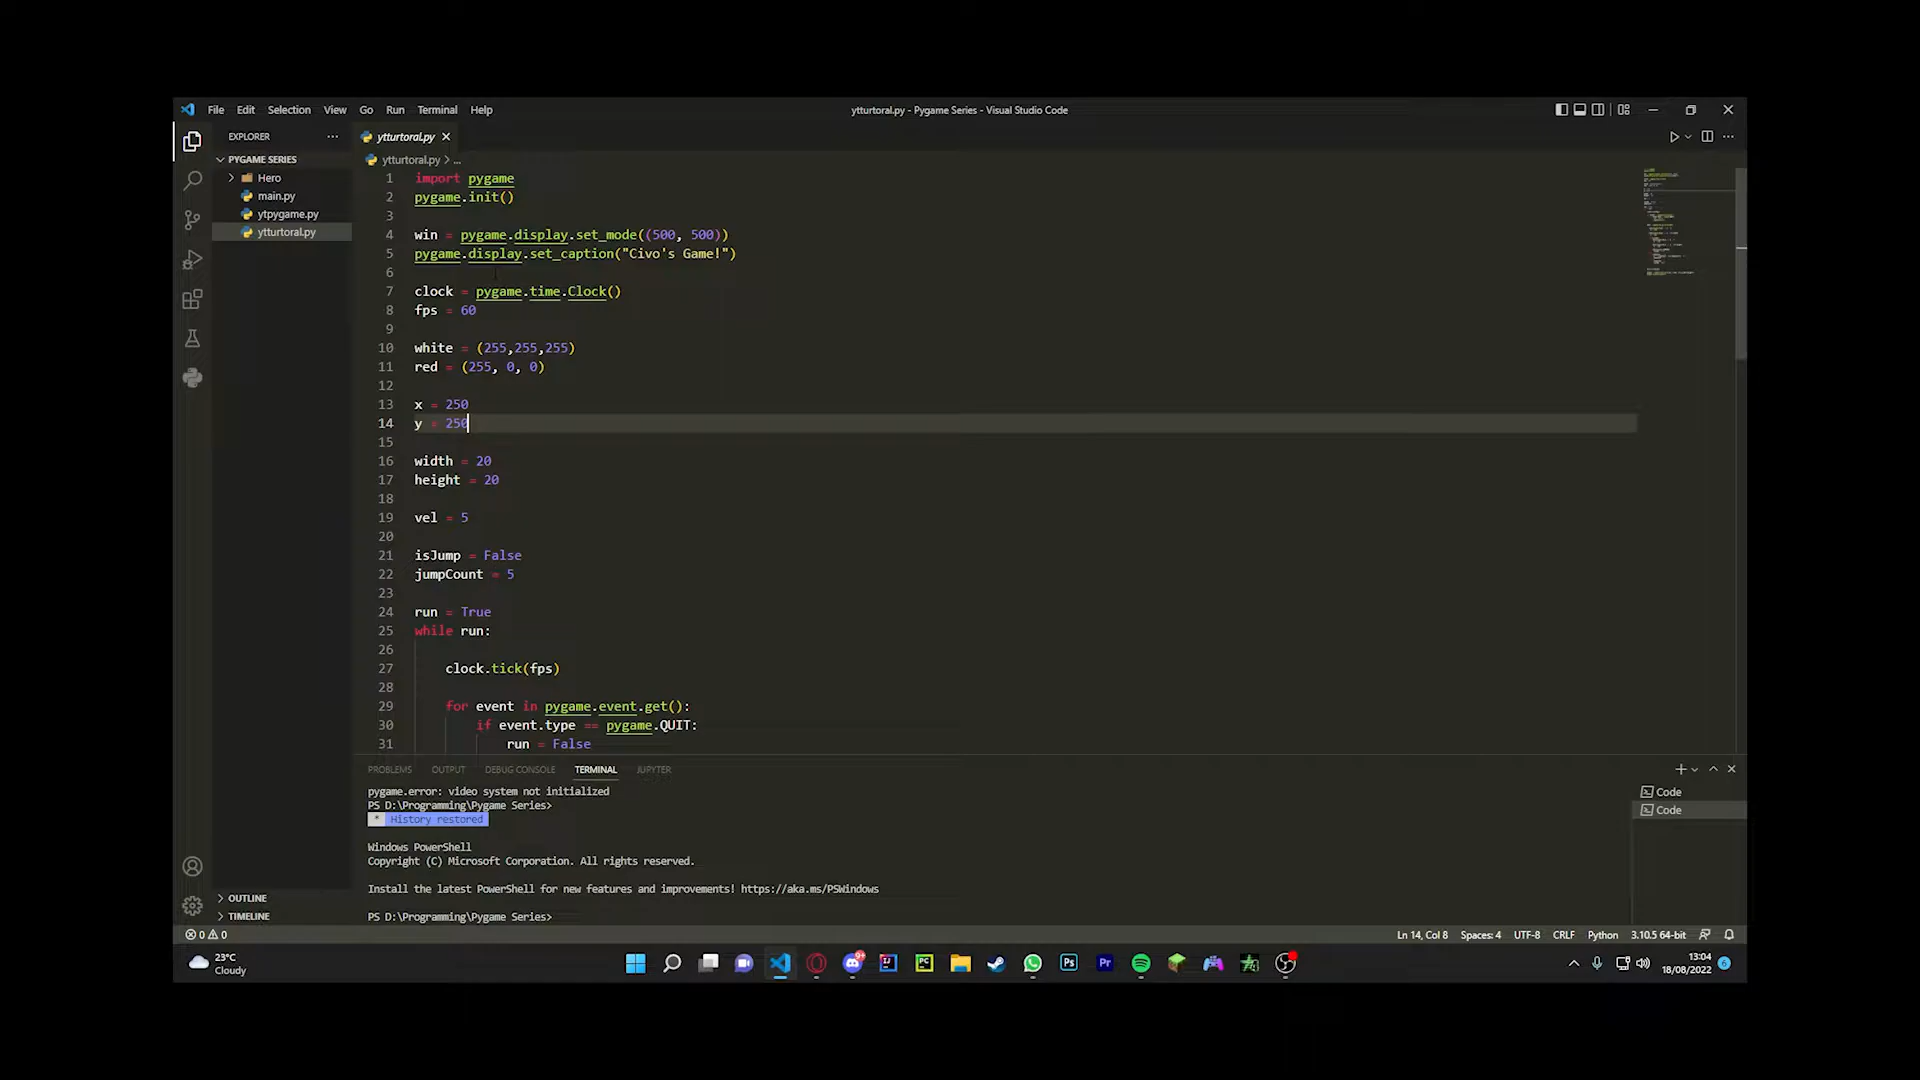 File Edit Selection View Go Run Terminal Help
ytturtoral.py - Pygame Series - Visual Studio Code
EXPLORER
PYGAME SERIES
Hero
main.py
ytpygame.py
ytturtoral.py
ytturtoral.py
ytturtoral.py > ...
1 import pygame
2 pygame.init()
3
4 win = pygame.display.set_mode((500, 500))
5 pygame.display.set_caption("Civo's Game!")
6
7 clock = pygame.time.Clock()
8 fps = 60
9
10 white = (255,255,255)
11 red = (255, 0, 0)
12
13 x = 250
14 y = 250
15
16 width = 20
17 height = 20
18
19 vel = 5
20
21 isJump = False
22 jumpCount = 5
23
24 run = True
25 while run:
26
27 clock.tick(fps)
28
29 for event in pygame.event.get():
30 if event.type == pygame.QUIT:
31 run = False
PROBLEMS OUTPUT DEBUG CONSOLE TERMINAL JUPYTER
pygame.error: video system not initialized
PS D:\Programming\Pygame Series>
* History restored
Windows PowerShell
Copyright (C) Microsoft Corporation. All rights reserved.
Install the latest PowerShell for new features and improvements! https://aka.ms/PSWindows
PS D:\Programming\Pygame Series>
Code
Code
OUTLINE
TIMELINE
0 0
Ln 14, Col 8 Spaces: 4 UTF-8 CRLF Python 3.10.5 64-bit
23°C
Cloudy
Ps
Pr
PC
13:04
18/08/2022
6